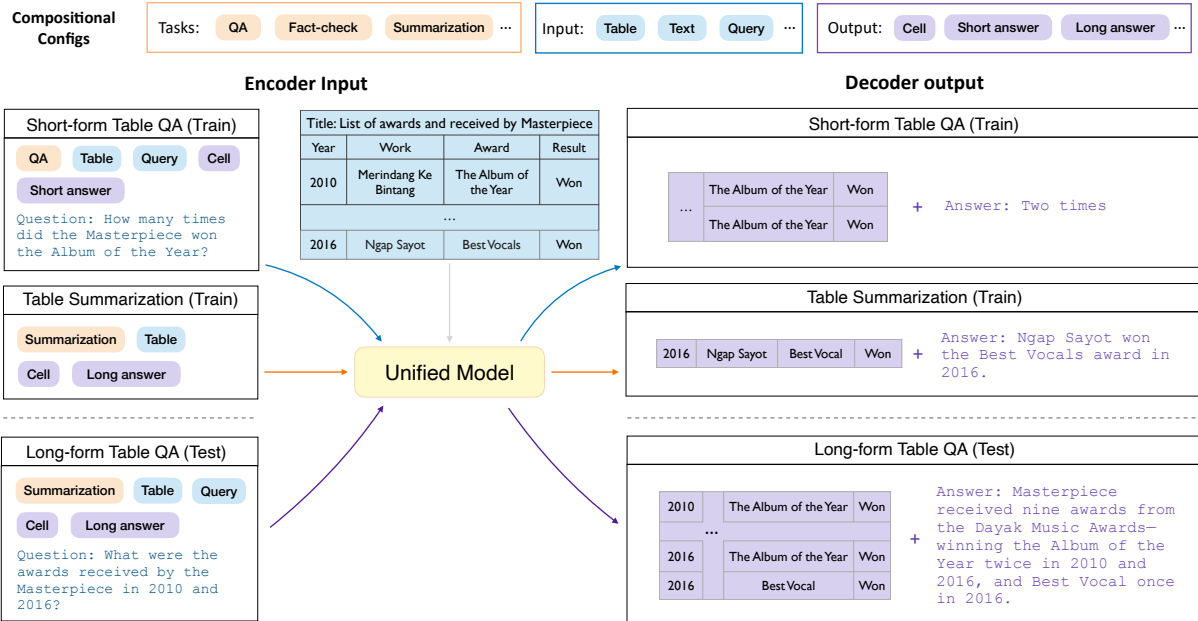 Compositional
Configs
Tasks: QA Fact-check Summarization ...
Input: Table Text Query ...
Output: Cell Short answer Long answer ...
Encoder Input
Decoder output
Short-form Table QA (Train)
QA Table Query Cell
Short answer
Question: How many times
did the Masterpiece won
the Album of the Year?
Title: List of awards and received by Masterpiece
Year Work Award Result
2010 Merindang Ke Bintang The Album of the Year Won
...
2016 Ngap Sayot Best Vocals Won
Short-form Table QA (Train)
... The Album of the Year Won
The Album of the Year Won
+ Answer: Two times
Table Summarization (Train)
Summarization Table
Cell Long answer
Unified Model
Table Summarization (Train)
2016 Ngap Sayot Best Vocal Won
+
Answer: Ngap Sayot won
the Best Vocals award in
2016.
Long-form Table QA (Test)
Summarization Table Query
Cell Long answer
Question: What were the
awards received by the
Masterpiece in 2010 and
2016?
Long-form Table QA (Test)
2010 The Album of the Year Won
...
2016 The Album of the Year Won
2016 Best Vocal Won
+
Answer: Masterpiece
received nine awards from
the Dayak Music Awards—
winning the Album of the
Year twice in 2010 and
2016, and Best Vocal once
in 2016.